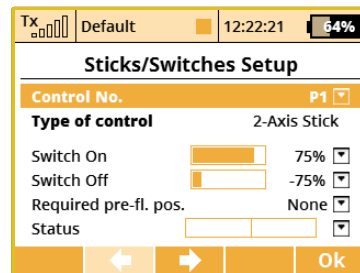 Tx Default 12:22:21 64%
Sticks/Switches Setup
Control No. P1
Type of control 2-Axis Stick
Switch On 75%
Switch Off -75%
Required pre-fl. pos. None
Status
Ok